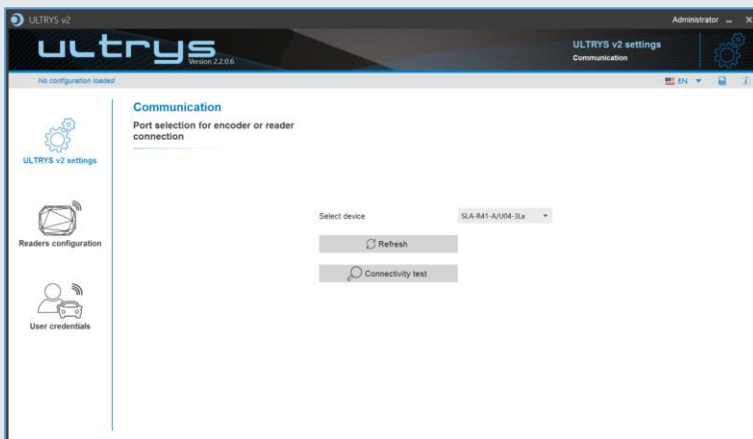 ULTRYS v2
Administrator
ultrys
Version 2.2.0.6
ULTRYS v2 settings
Communication
No configuration loaded
EN
Communication
Port selection for encoder or reader
connection
ULTRYS v2 settings
Select device
SLA-R41-A/U04-3La
Refresh
Readers configuration
Connectivity test
User credentials